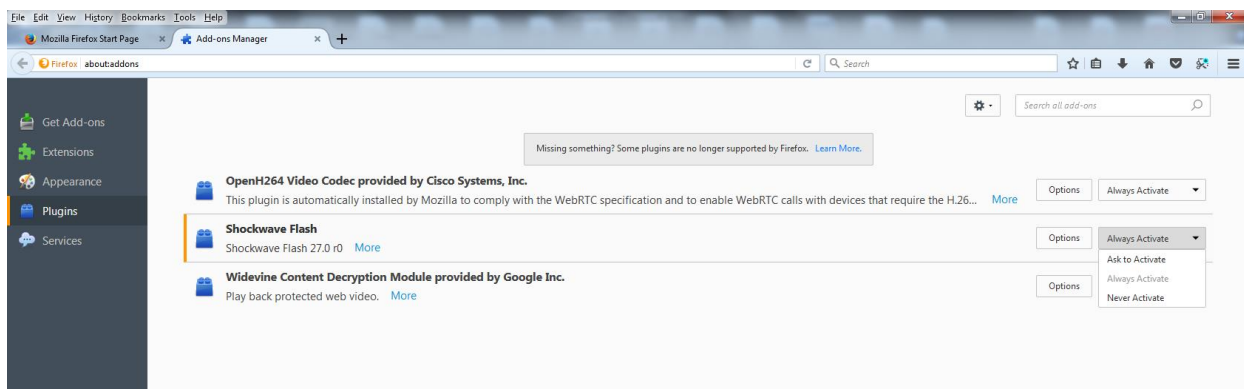 File Edit View History Bookmarks Tools Help
Mozilla Firefox Start Page × Add-ons Manager × +
Firefox about:addons Search
Search all add-ons
Get Add-ons
Extensions
Appearance
Plugins
Services
Missing something? Some plugins are no longer supported by Firefox. Learn More.
OpenH264 Video Codec provided by Cisco Systems, Inc.
This plugin is automatically installed by Mozilla to comply with the WebRTC specification and to enable WebRTC calls with devices that require the H.26... More
Options Always Activate
Shockwave Flash
Shockwave Flash 27.0 r0 More
Options Always Activate
Ask to Activate
Always Activate
Never Activate
Widevine Content Decryption Module provided by Google Inc.
Play back protected web video. More
Options